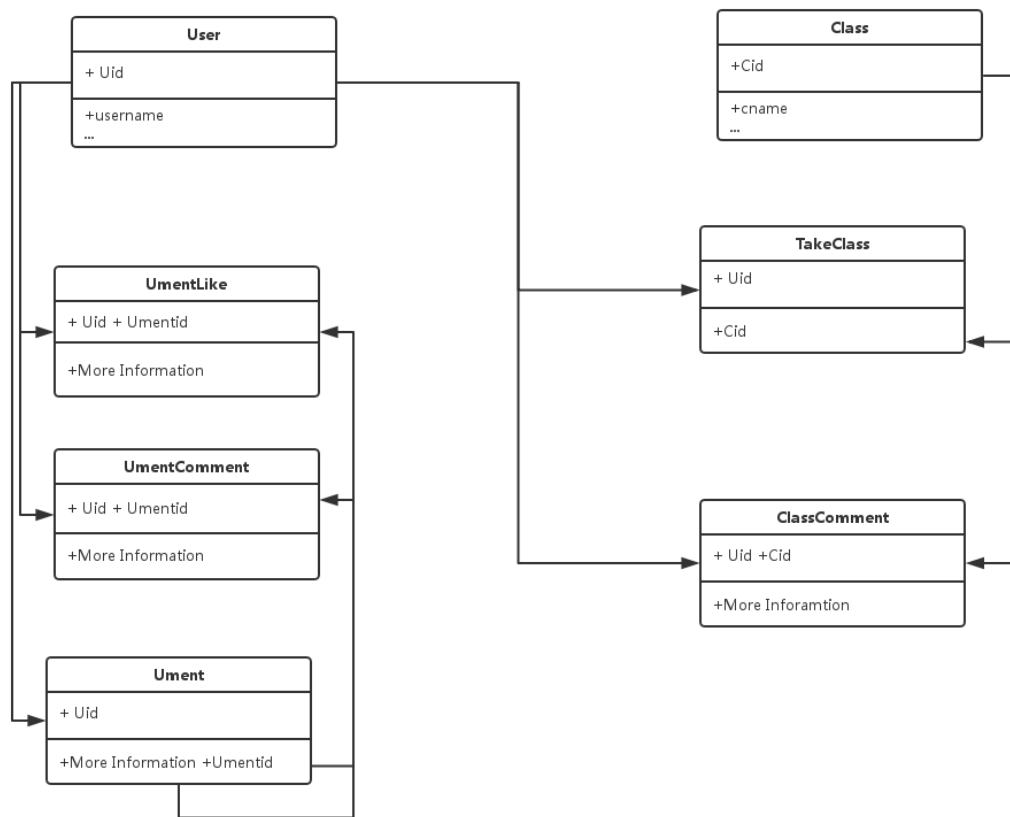 User
+ Uid
+username
...
Class
+Cid
+cname
...
TakeClass
+ Uid
+Cid
UmentLike
+ Uid + Umentid
+More Information
UmentComment
+ Uid + Umentid
+More Information
ClassComment
+ Uid +Cid
+More Inforamtion
Ument
+ Uid
+More Information +Umentid